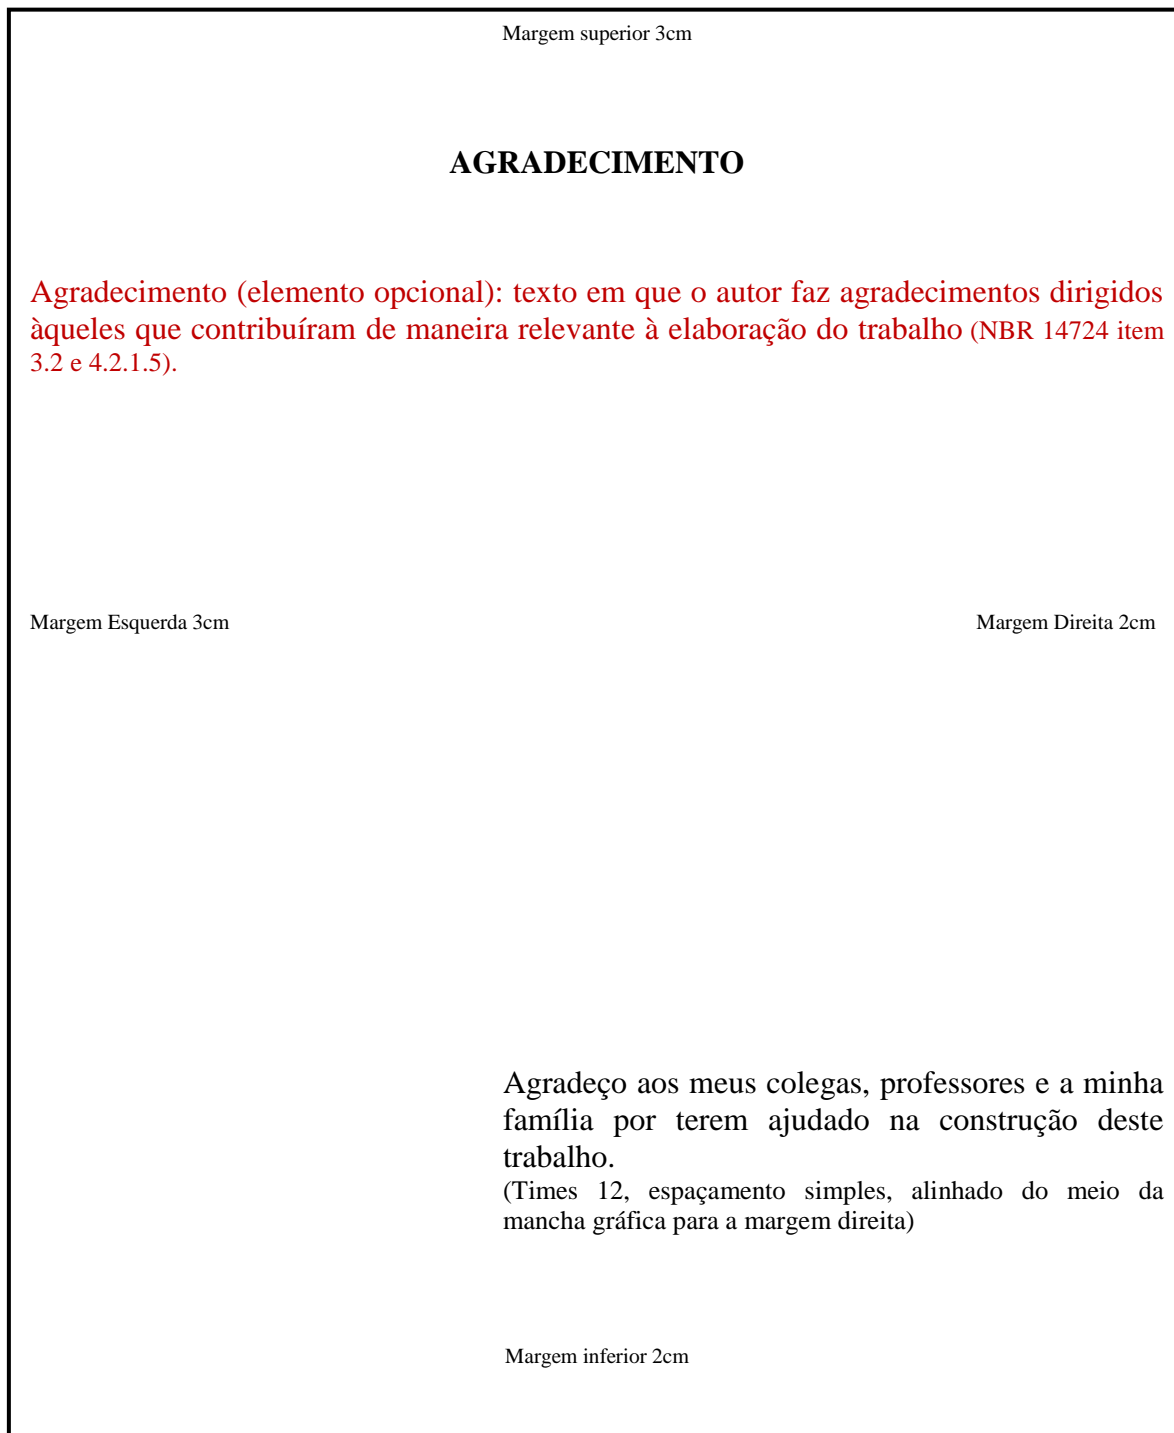 Margem superior 3cm
AGRADECIMENTO
Agradecimento (elemento opcional): texto em que o autor faz agradecimentos dirigidos
àqueles que contribuíram de maneira relevante à elaboração do trabalho (NBR 14724 item
3.2 e 4.2.1.5).
Margem Esquerda 3cm
Margem Direita 2cm
Agradeço aos meus colegas, professores e a minha
família por terem ajudado na construção deste
trabalho.
(Times 12, espaçamento simples, alinhado do meio da
mancha gráfica para a margem direita)
Margem inferior 2cm